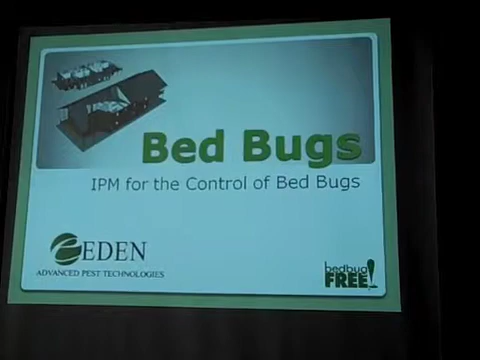 Bed Bugs
IPM for the Control of Bed Bugs
EDEN
ADVANCED PEST TECHNOLOGIES
bedbug
FREE!